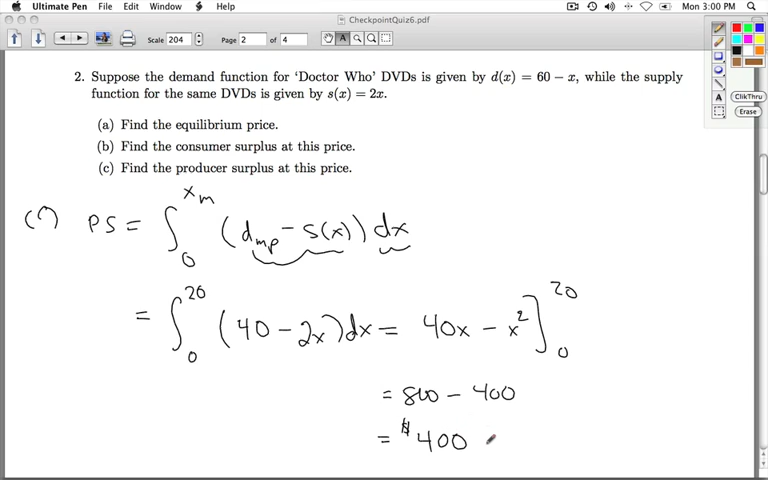 Ultimate Pen File Edit Window Help Mon 3:00 PM
CheckpointQuiz6.pdf
Scale 204 Page 2 of 4
ClikThru
Erase
2. Suppose the demand function for ‘Doctor Who’ DVDs is given by d(x) = 60 − x, while the supply
function for the same DVDs is given by s(x) = 2x.
(a) Find the equilibrium price.
(b) Find the consumer surplus at this price.
(c) Find the producer surplus at this price.
PS = ∫₀^{x_m} (d_{mp} − s(x)) dx
= ∫₀^{20} (40 − 2x) dx = 40x − x²]₀^{20}
= 800 − 400
= $400